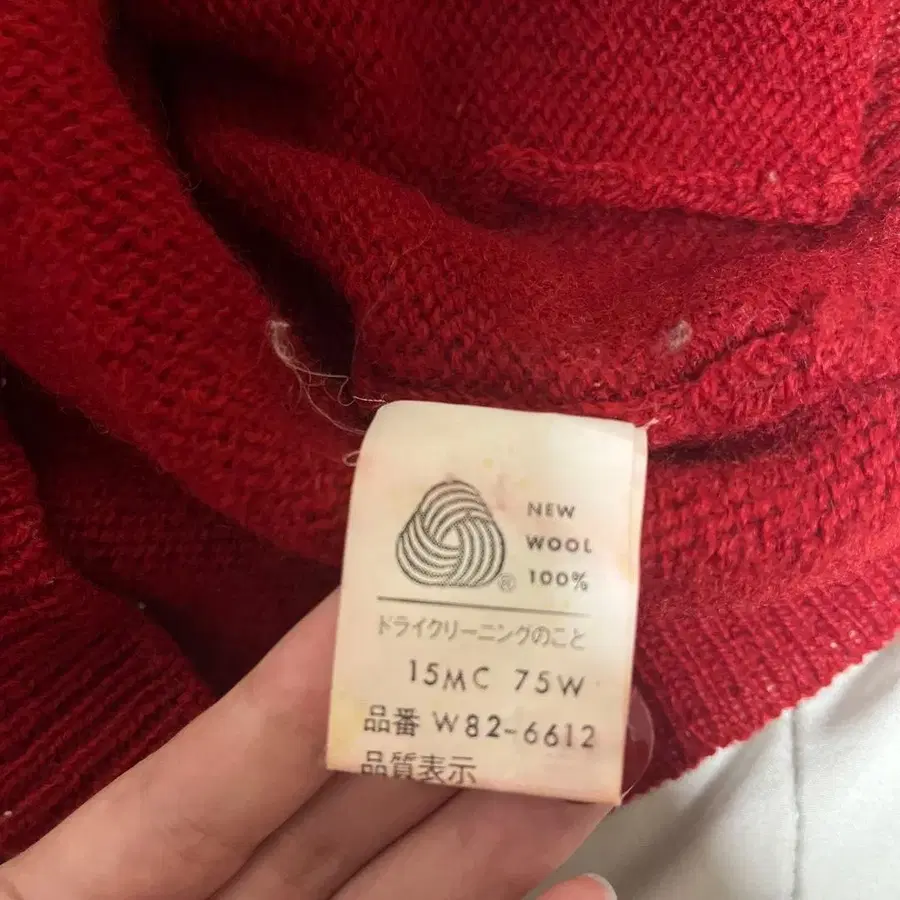 NEW
WOOL
100%
®
ドライクリーニングのこと
15MC 75W
品番 W82-6612
品質表示